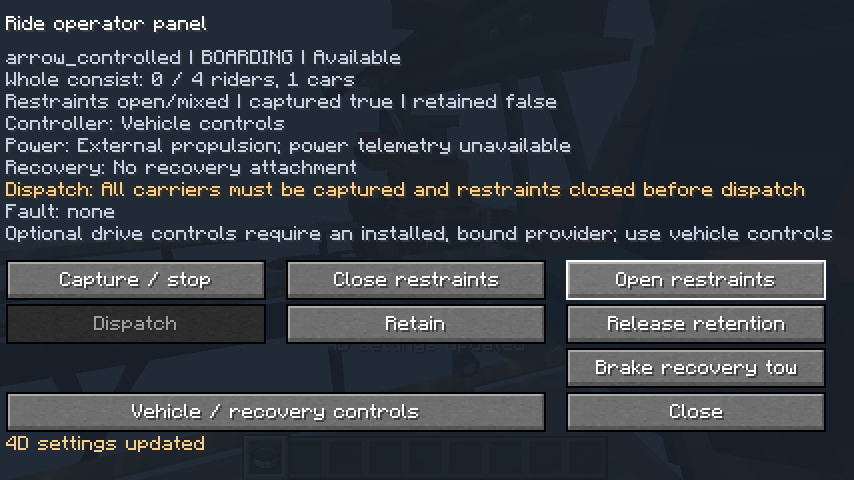 Ride operator panel
arrow_controlled | BOARDING | Available
Whole consist: 0 / 4 riders, 1 cars
Restraints open/mixed | captured true | retained false
Controller: Vehicle controls
Power: External propulsion; power telemetry unavailable
Recovery: No recovery attachment
Dispatch: All carriers must be captured and restraints closed before dispatch
Fault: none
Optional drive controls require an installed, bound provider; use vehicle controls
Capture / stop
Close restraints
Open restraints
Dispatch
Retain
Release retention
4D settings updated
Brake recovery tow
Vehicle / recovery controls
Close
4D settings updated